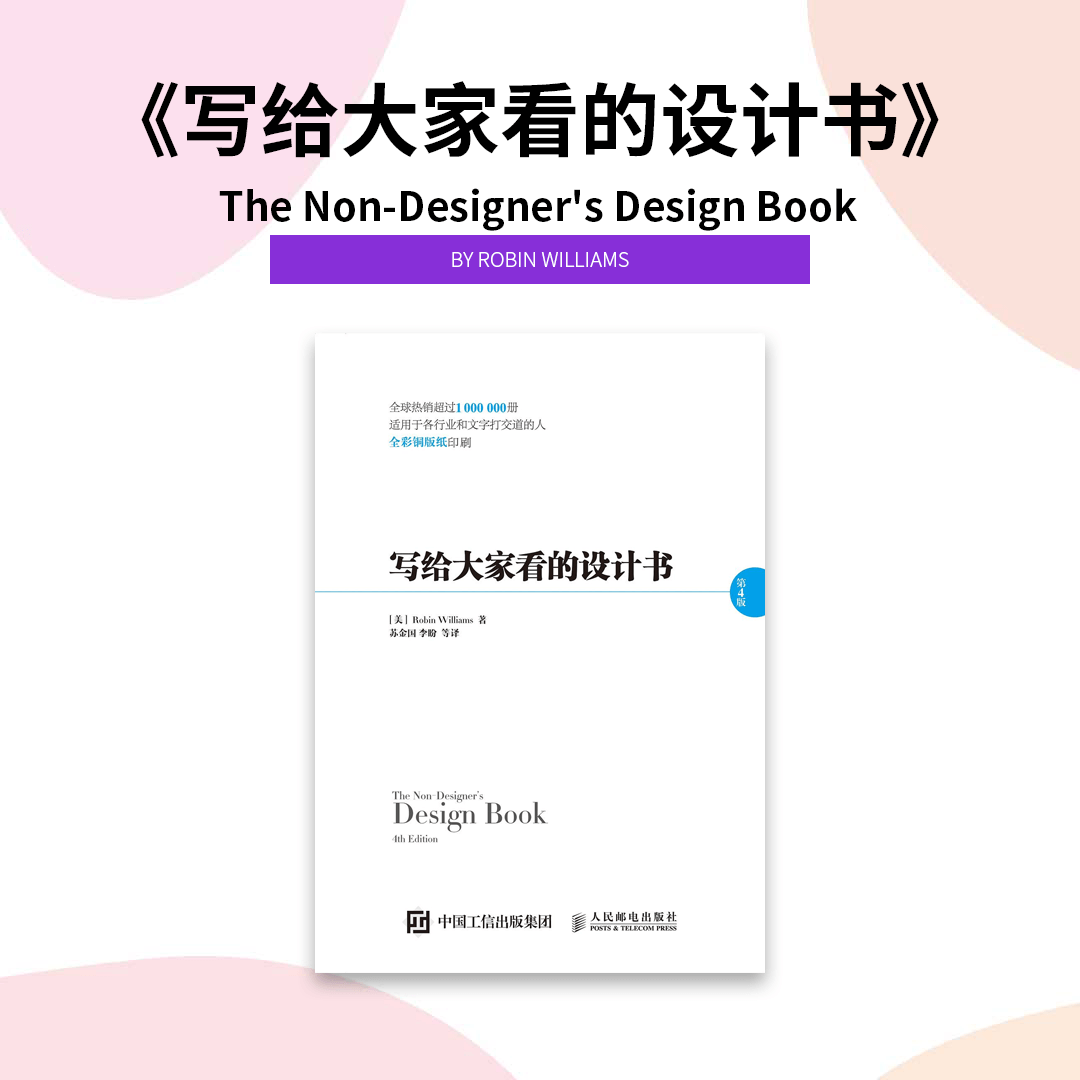 《写给大家看的设计书》
The Non-Designer's Design Book
BY ROBIN WILLIAMS
全球热销超过1 000 000册
适用于各行业和文字打交道的人
全彩铜版纸印刷
写给大家看的设计书
第4版
[美] Robin Williams 著
苏金国 李盼 等译
The Non-Designer's
Design Book
4th Edition
中国工信出版集团
人民邮电出版社
POSTS & TELECOM PRESS